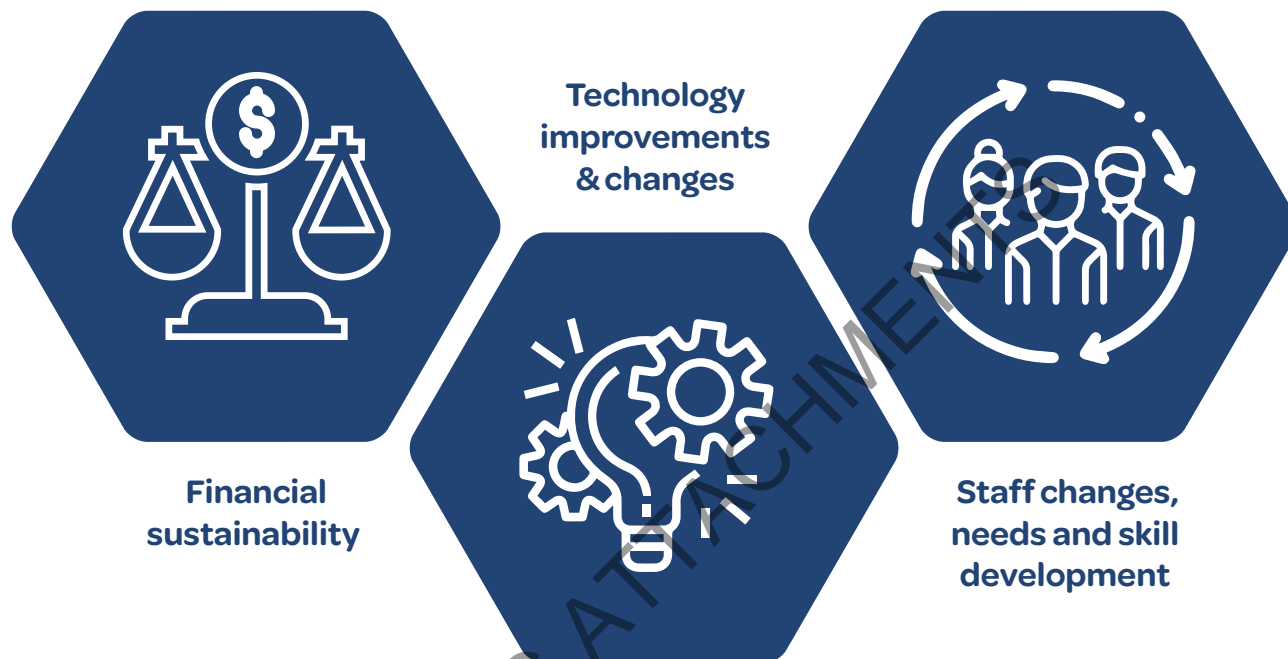 Technology
improvements
& changes
Financial
sustainability
Staff changes,
needs and skill
development
$
ATTACHMENTS